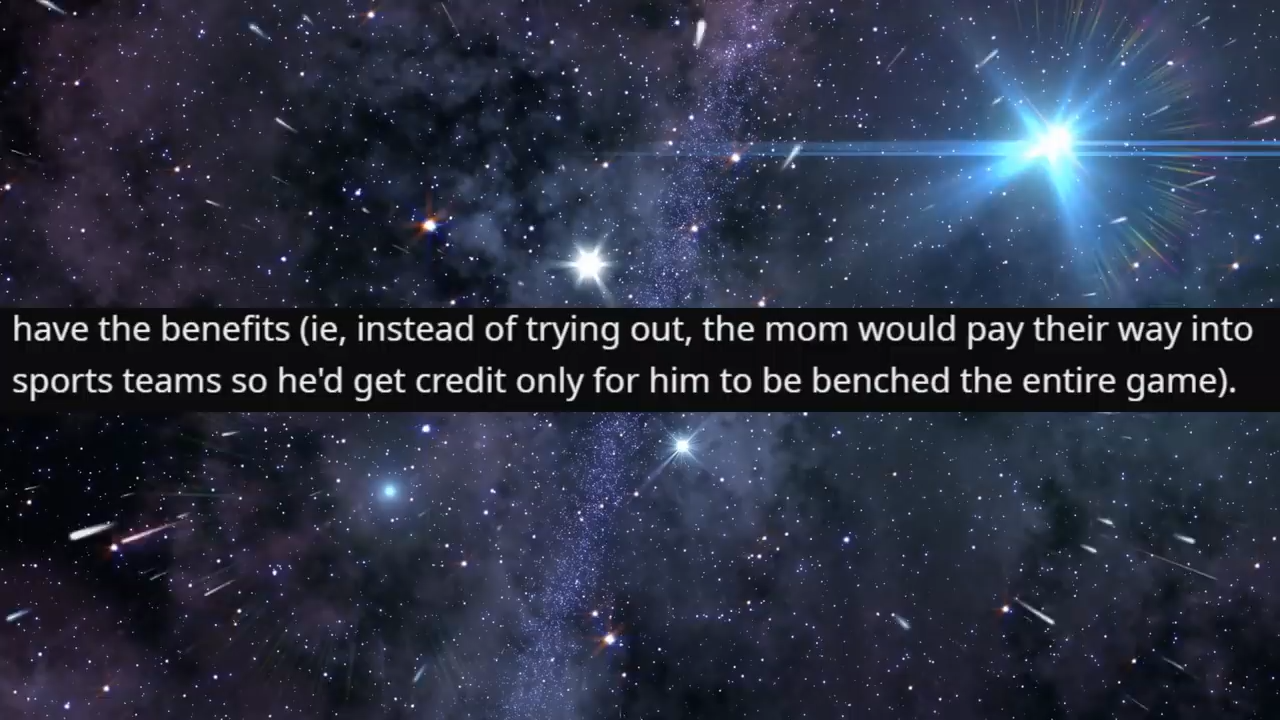 have the benefits (ie, instead of trying out, the mom would pay their way into
sports teams so he'd get credit only for him to be benched the entire game).